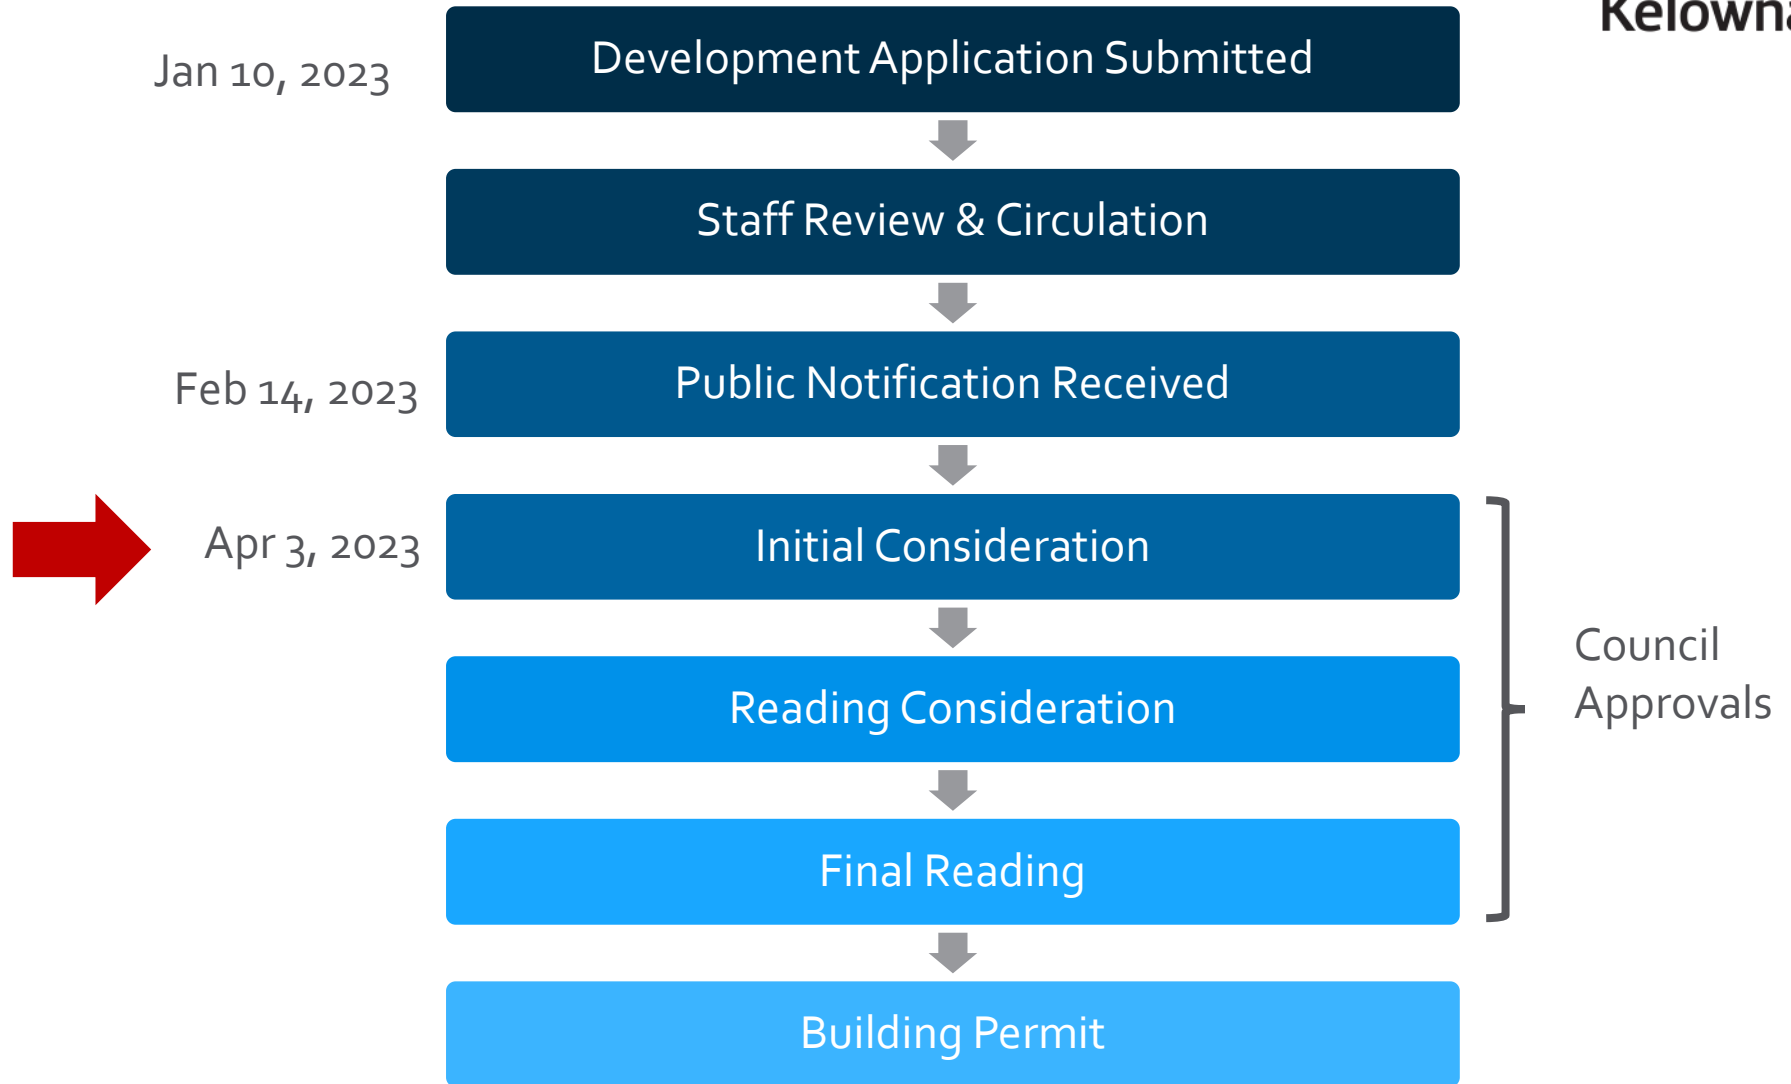 Kelowna
Jan 10, 2023
Development Application Submitted
Staff Review & Circulation
Feb 14, 2023
Public Notification Received
Apr 3, 2023
Initial Consideration
Council
Approvals
Reading Consideration
Final Reading
Building Permit